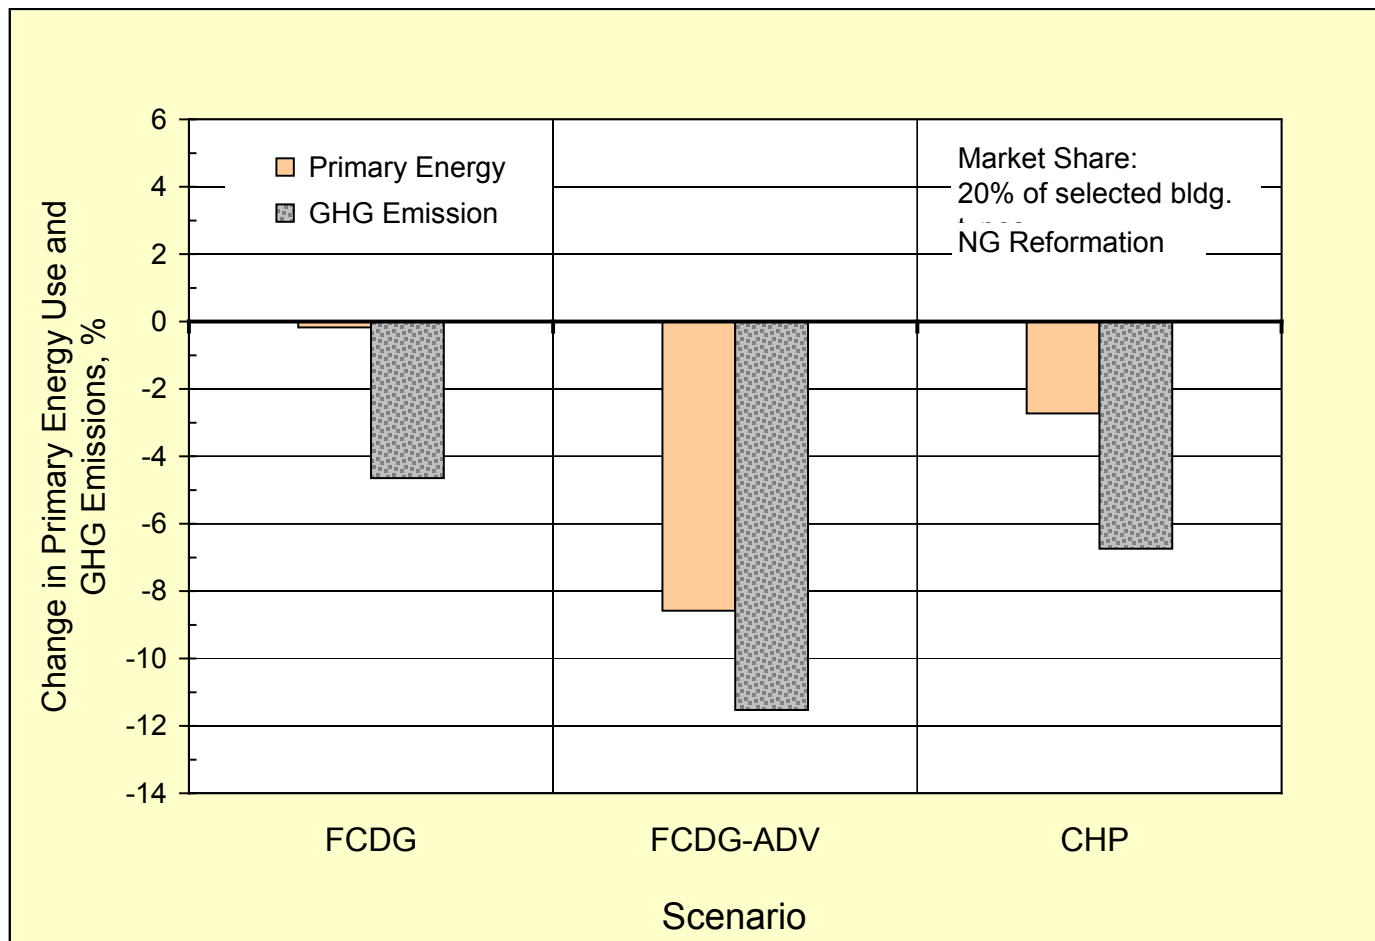 6
4
2
0
-2
-4
-6
-8
-10
-12
-14
Change in Primary Energy Use and
GHG Emissions, %
Primary Energy
GHG Emission
Market Share:
20% of selected bldg.
NG Reformation
FCDG
FCDG-ADV
CHP
Scenario